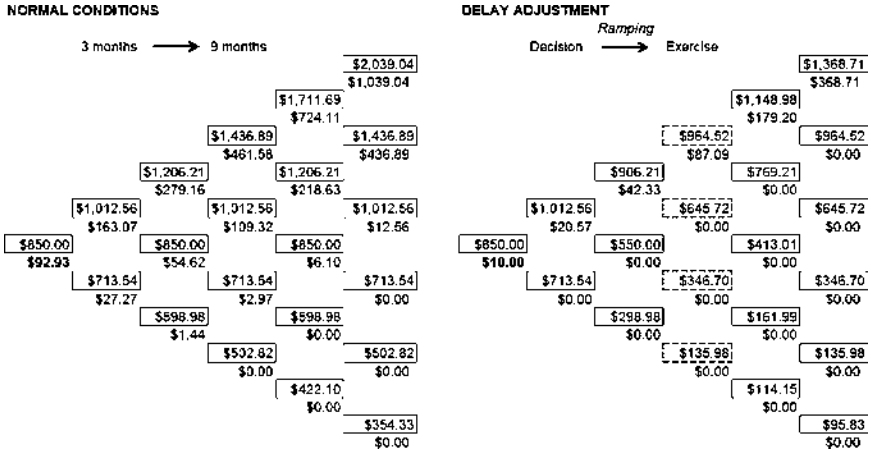 NORMAL CONDITIONS DELAY ADJUSTMENT
Ramping
3 months 9 months Decision Exercise
$2,039.04 $1,368.71
$1,039.04 $368.71
$1,711.69 $1,148.98
$724.11 $179.20
$1,436.89 $1,436.89 $964.52 $964.52
$461.58 $436.89 $87.09 $0.00
$1,206.21 $1,206.21 $906.21 $769.21
$279.16 $218.63 $42.33 $0.00
$1,012.56 $1,012.56 $1,012.56 $1,012.56 $645.72 $645.72
$163.07 $109.32 $12.56 $20.57 $0.00 $0.00
$850.00 $850.00 $850.00 $850.00 $550.00 $413.01
$92.93 $54.62 $6.10 $10.00 $0.00 $0.00
$713.54 $713.54 $713.54 $713.54 $346.70 $346.70
$27.27 $2.97 $0.00 $0.00 $0.00 $0.00
$598.98 $598.98 $298.98 $161.99
$1.44 $0.00 $0.00 $0.00
$502.82 $502.82 $135.98 $135.98
$0.00 $0.00 $0.00 $0.00
$422.10 $114.15
$0.00 $0.00
$354.33 $95.83
$0.00 $0.00